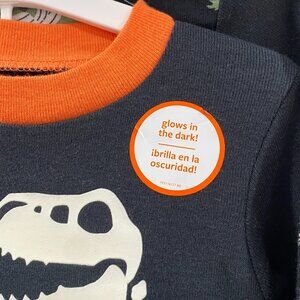 glows in
the dark!
¡brilla en la
oscuridad!